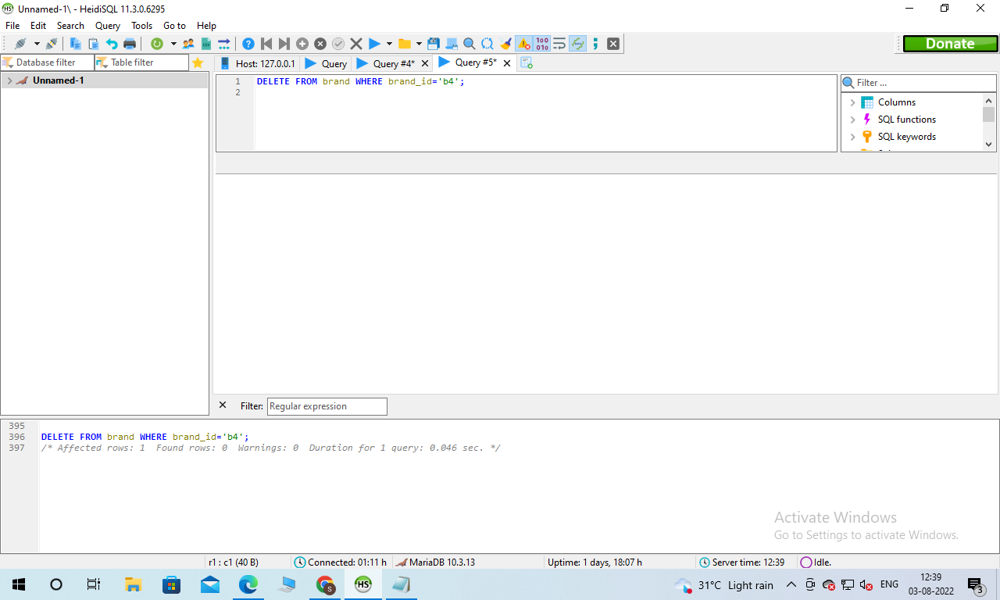 Unnamed-1\ - HeidiSQL 11.3.0.6295
File Edit Search Query Tools Go to Help
Donate
Database filter Table filter
Host: 127.0.0.1 Query Query #4* Query #5*
Unnamed-1
1 DELETE FROM brand WHERE brand_id='b4';
2
Filter ...
Columns
SQL functions
SQL keywords
Filter: Regular expression
395
396 DELETE FROM brand WHERE brand_id='b4';
397 /* Affected rows: 1 Found rows: 0 Warnings: 0 Duration for 1 query: 0.046 sec. */
Activate Windows
Go to Settings to activate Windows.
r1 : c1 (40 B) Connected: 01:11 h MariaDB 10.3.13 Uptime: 1 days, 18:07 h Server time: 12:39 Idle.
HS 31°C Light rain ENG 12:39
03-08-2022 3